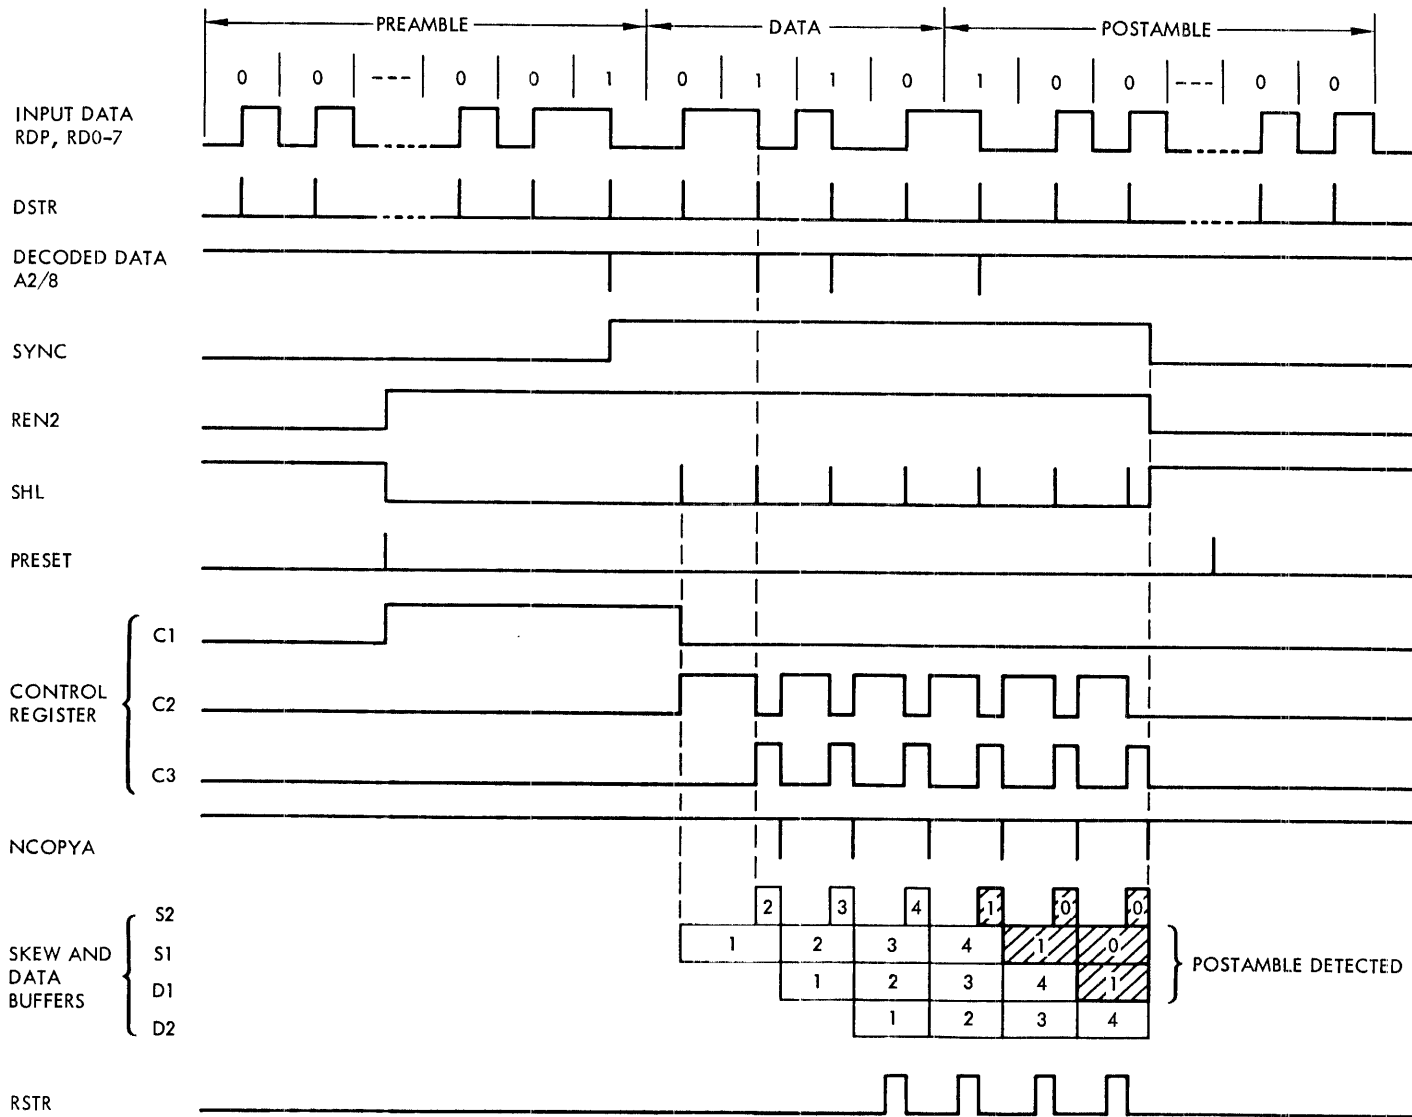 PREAMBLE DATA POSTAMBLE
0 0 --- 0 0 1 0 1 1 0 1 0 0 --- 0 0
INPUT DATA
RDP, RD0-7
DSTR
DECODED DATA
A2/8
SYNC
REN2
SHL
PRESET
CONTROL
REGISTER
C1
C2
C3
NCOPYA
SKEW AND
DATA
BUFFERS
S2 2 3 4 1 0 0
S1 1 2 3 4 1 0
D1 1 2 3 4 1
D2 1 2 3 4
POSTAMBLE DETECTED
RSTR